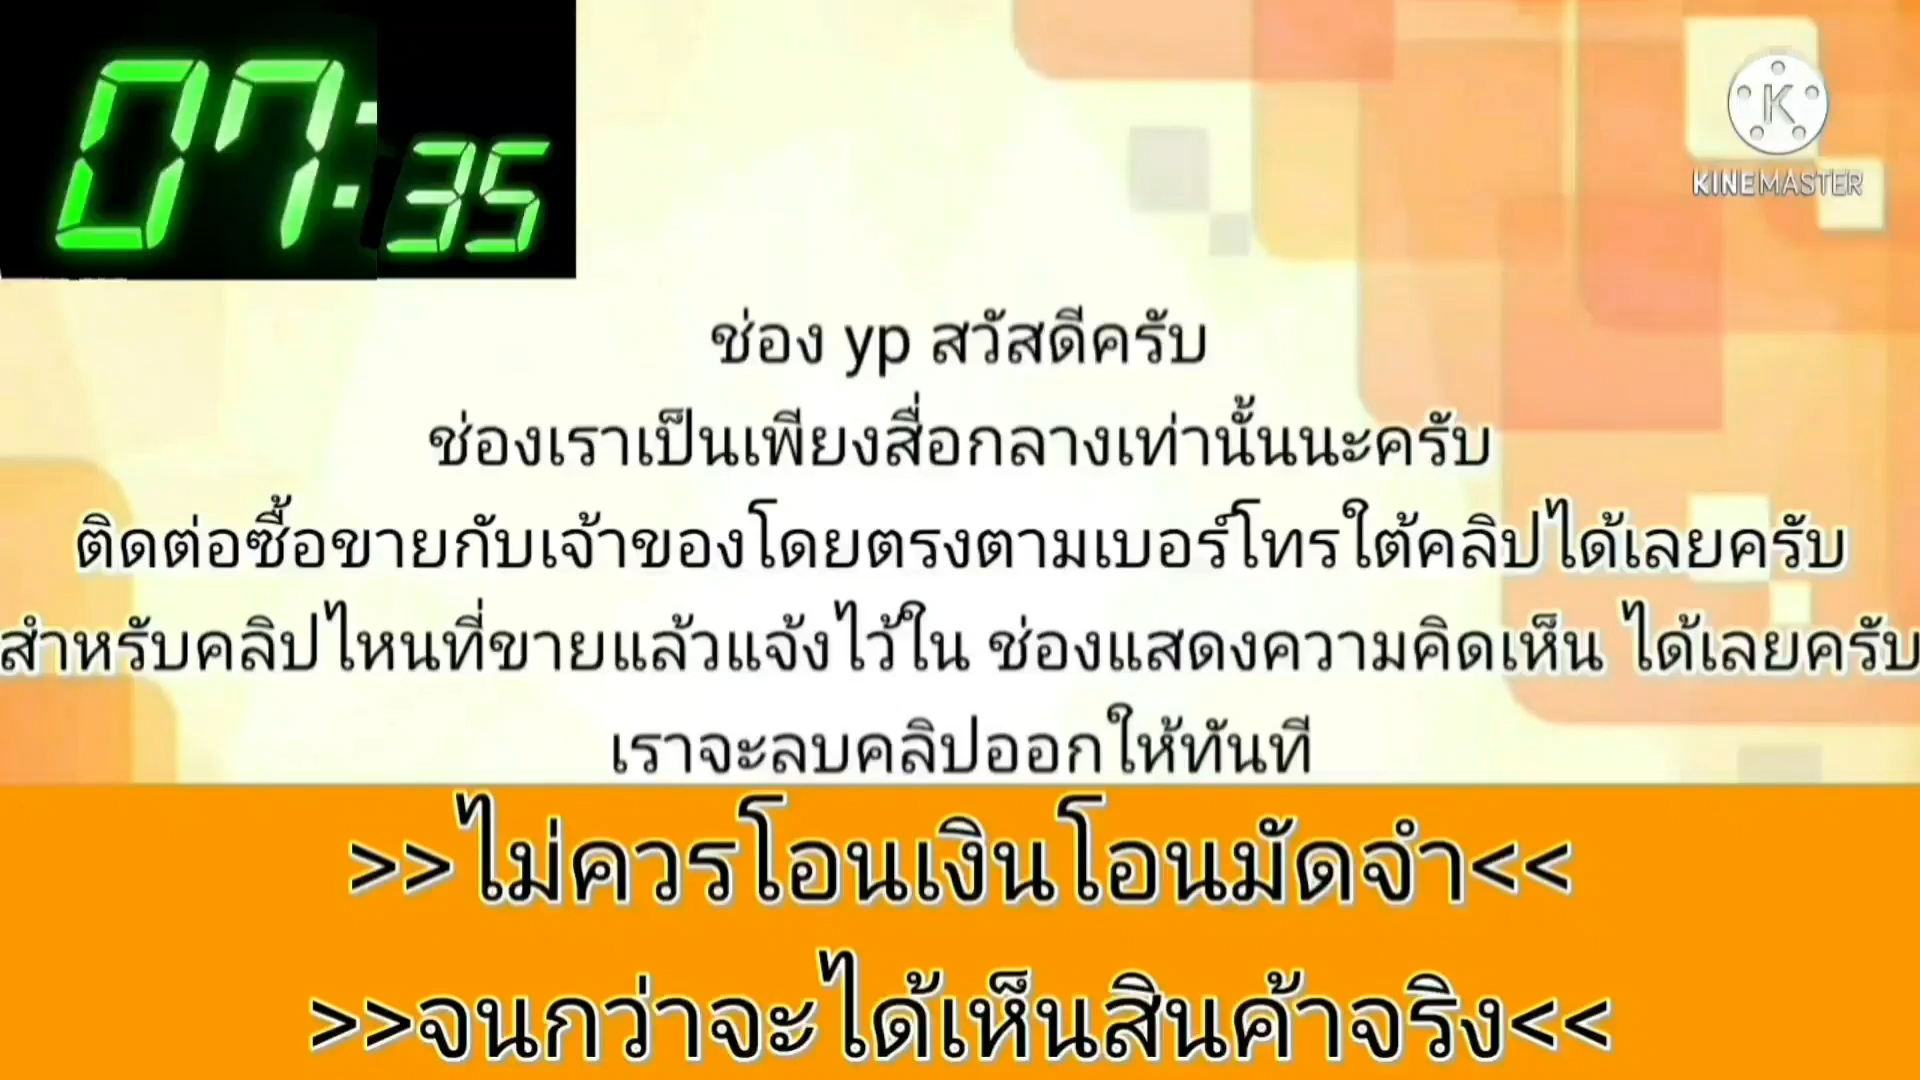 07:35
KINEMASTER
ช่อง yp สวัสดีครับ
ช่องเราเป็นเพียงสื่อกลางเท่านั้นนะครับ
ติดต่อซื้อขายกับเจ้าของโดยตรงตามเบอร์โทรใต้คลิปได้เลยครับ
สำหรับคลิปไหนที่ขายแล้วแจ้งไว้ใน ช่องแสดงความคิดเห็น ได้เลยครับ
เราจะลบคลิปออกให้ทันที
>>ไม่ควรโอนเงินโอนมัดจำ<<
>>จนกว่าจะได้เห็นสินค้าจริง<<